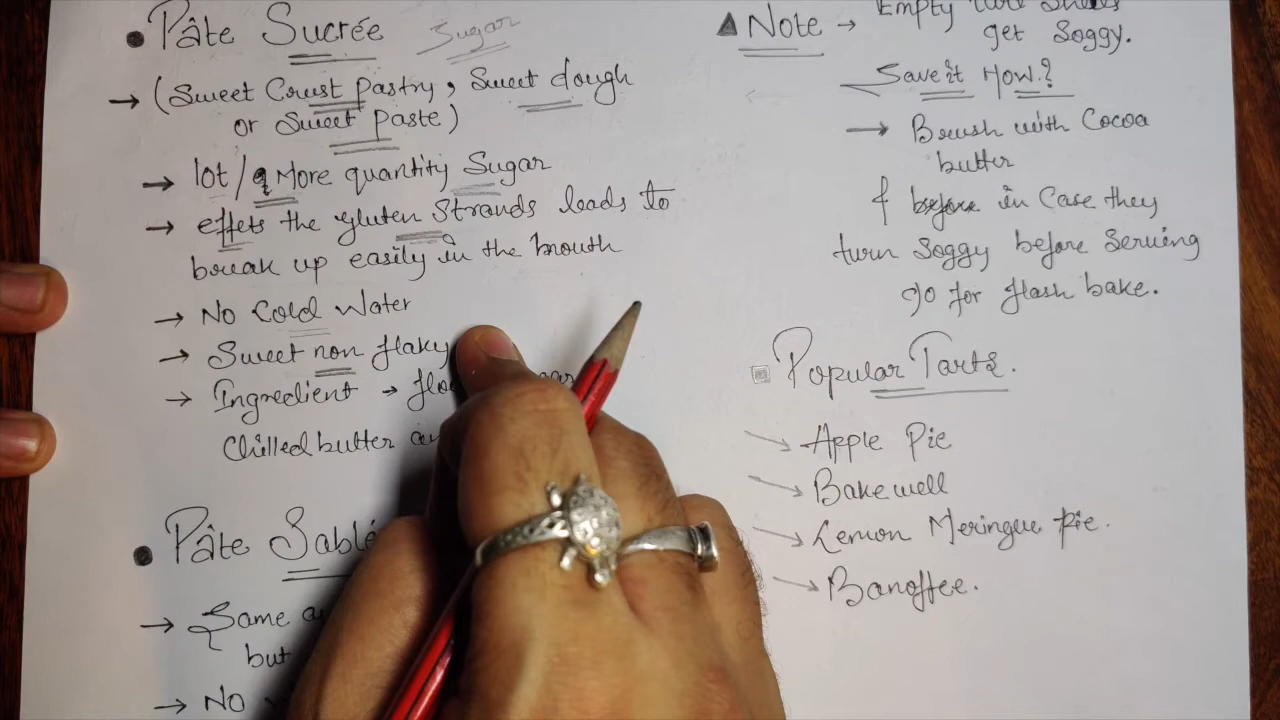 Pâte Sucrée Sugar
→ (Sweet Crust Pastry, Sweet dough
or Sweet Paste)
→ lot / More quantity Sugar
→ effets the gluten Strands leads to
break up easily in the mouth
→ No Cold Water
→ Sweet non flaky
→ Ingredient →
Chilled butter
Pâte Sablé
→ Same
but
→ No
Note → Empty
get Soggy.
Save it How?
→ Brush with Cocoa
butter
before in Case they
turn Soggy before Serving
go for flash bake.
Popular Tarts.
→ Apple Pie
→ Bakewell
→ Lemon Meringue Pie.
→ Banoffee.